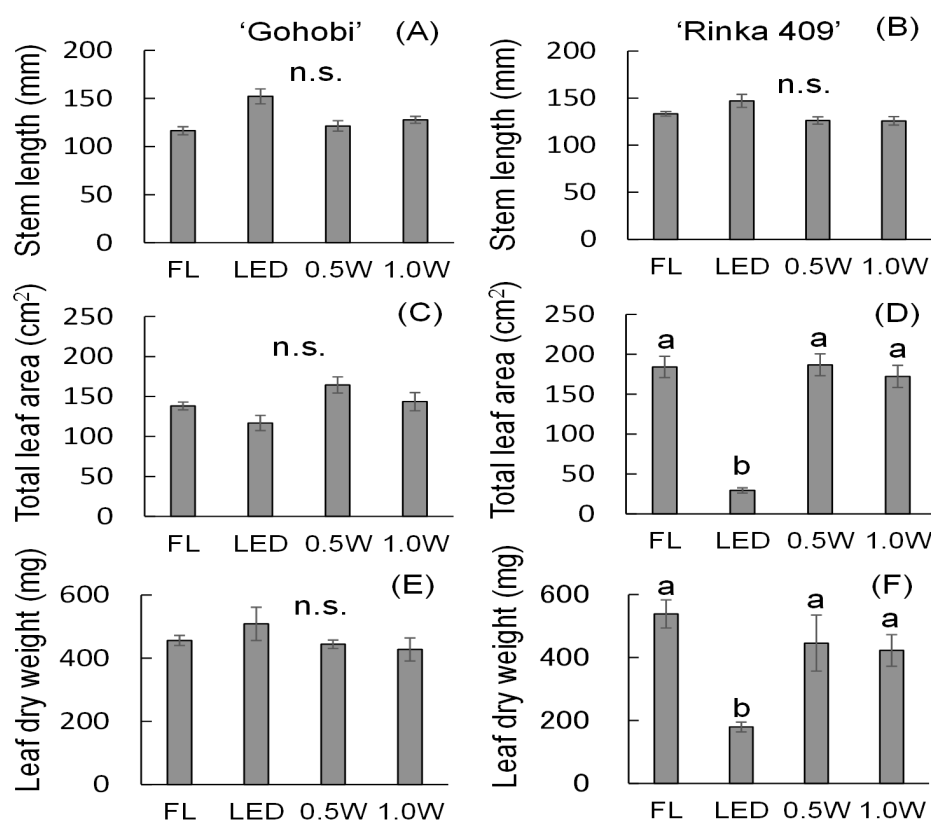 ‘Gohobi’ (A)
Stem length (mm)
200
150
100
50
0
n.s.
FL LED 0.5W 1.0W
‘Rinka 409’ (B)
Stem length (mm)
200
150
100
50
0
n.s.
FL LED 0.5W 1.0W
(C)
Total leaf area (cm²)
250
200
150
100
50
0
n.s.
FL LED 0.5W 1.0W
(D)
Total leaf area (cm²)
250
200
150
100
50
0
a b a a
FL LED 0.5W 1.0W
(E)
Leaf dry weight (mg)
600
400
200
0
n.s.
FL LED 0.5W 1.0W
(F)
Leaf dry weight (mg)
600
400
200
0
a b a a
FL LED 0.5W 1.0W